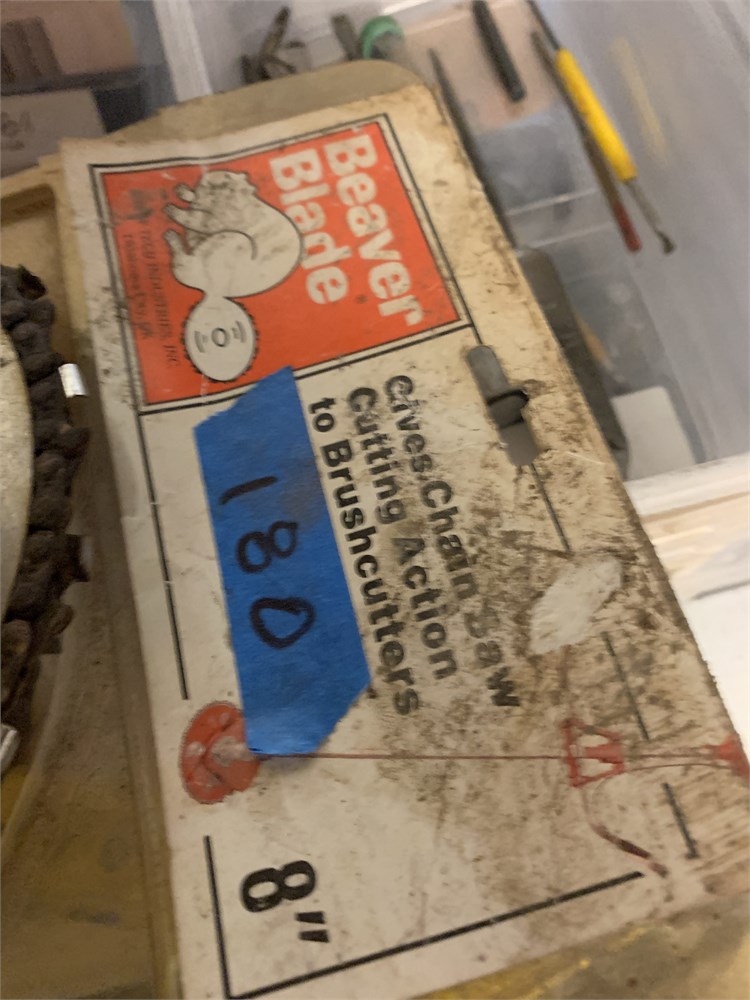 Beaver
Blade
Gives Chain Saw
Cutting Action
to Brushcutters
180
8"